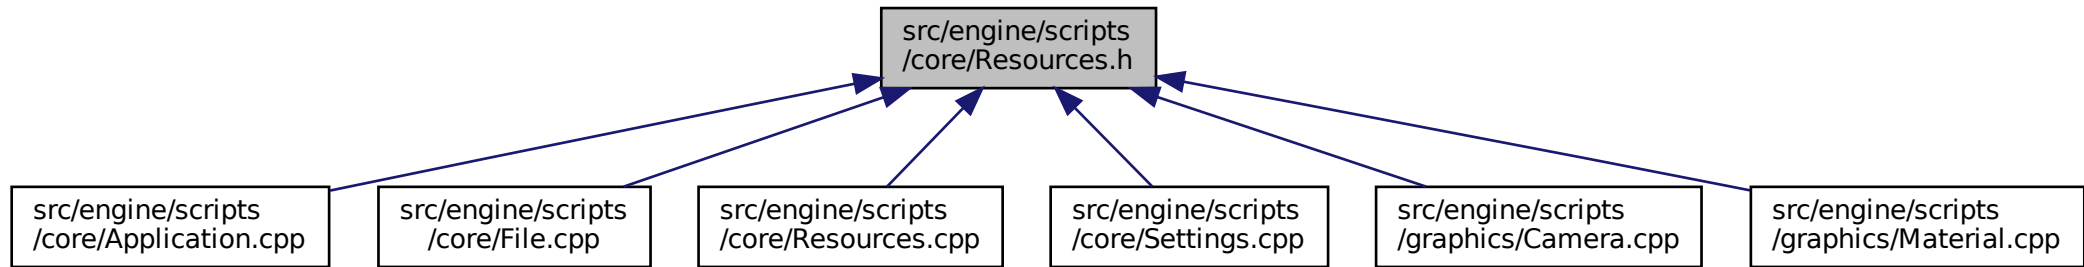 src/engine/scripts
/core/Resources.h
src/engine/scripts
/core/Application.cpp
src/engine/scripts
/core/File.cpp
src/engine/scripts
/core/Resources.cpp
src/engine/scripts
/core/Settings.cpp
src/engine/scripts
/graphics/Camera.cpp
src/engine/scripts
/graphics/Material.cpp